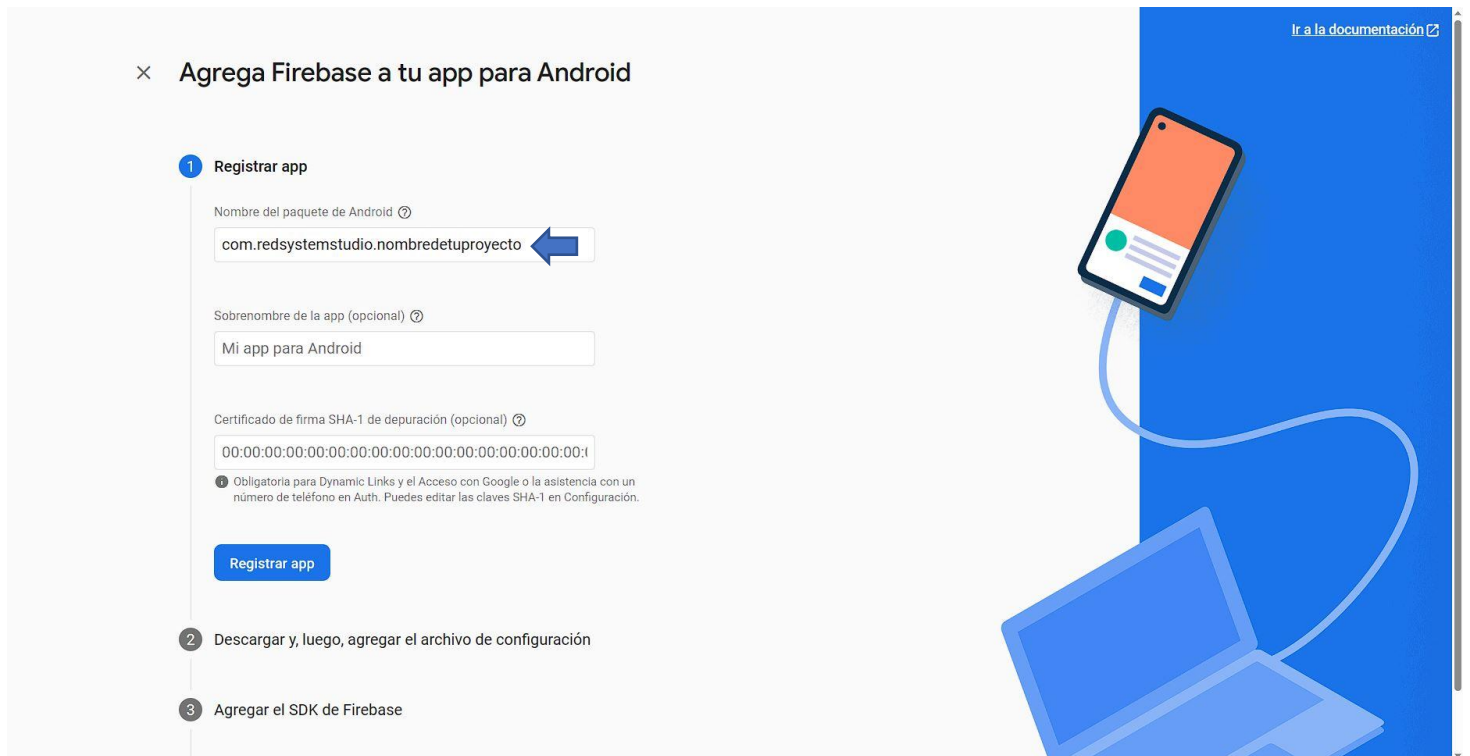 Ir a la documentación
Agrega Firebase a tu app para Android
1 Registrar app
Nombre del paquete de Android
com.redsystemstudio.nombredetuproyecto
Sobrenombre de la app (opcional)
Mi app para Android
Certificado de firma SHA-1 de depuración (opcional)
00:00:00:00:00:00:00:00:00:00:00:00:00:00:00:00:00:
Obligatoria para Dynamic Links y el Acceso con Google o la asistencia con un
número de teléfono en Auth. Puedes editar las claves SHA-1 en Configuración.
Registrar app
2 Descargar y, luego, agregar el archivo de configuración
3 Agregar el SDK de Firebase